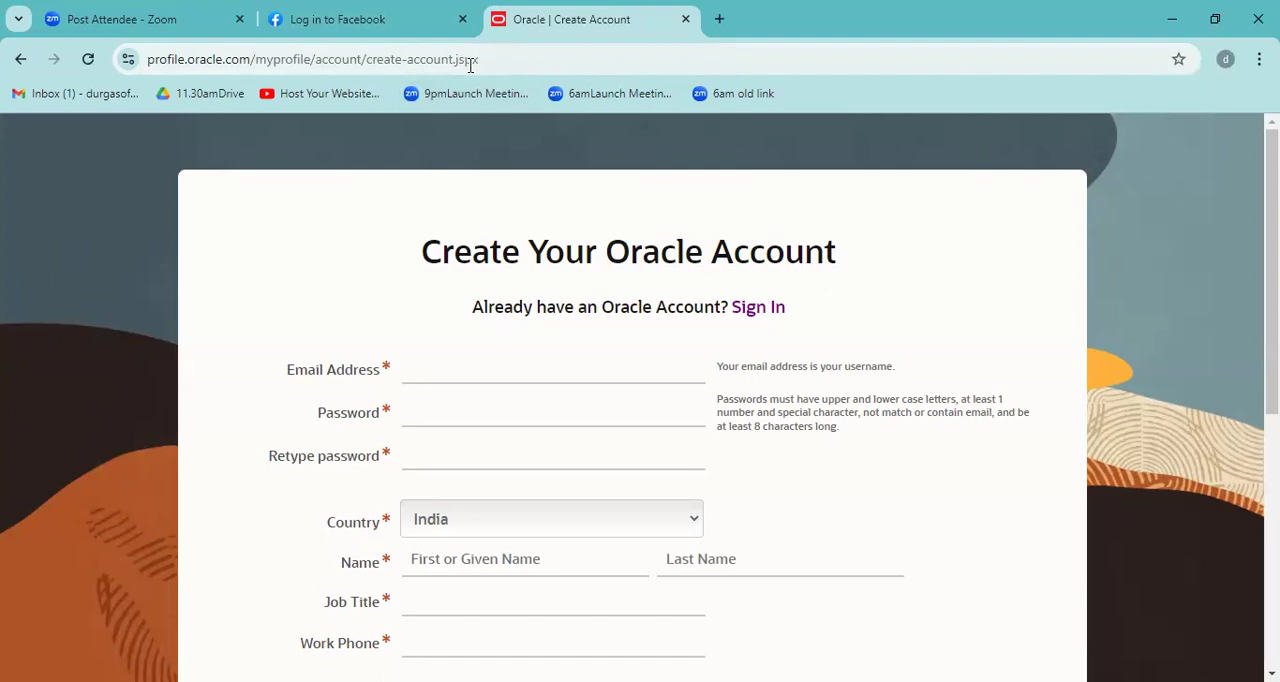 Post Attendee - Zoom
Log in to Facebook
Oracle | Create Account
profile.oracle.com/myprofile/account/create-account.jspx
Inbox (1) - durgasof...
11.30amDrive
Host Your Website...
9pmLaunch Meetin...
6amLaunch Meetin...
6am old link
d
Create Your Oracle Account
Already have an Oracle Account? Sign In
Email Address*
Your email address is your username.
Password*
Passwords must have upper and lower case letters, at least 1
number and special character, not match or contain email, and be
at least 8 characters long.
Retype password*
Country*
India
Name*
First or Given Name
Last Name
Job Title*
Work Phone*